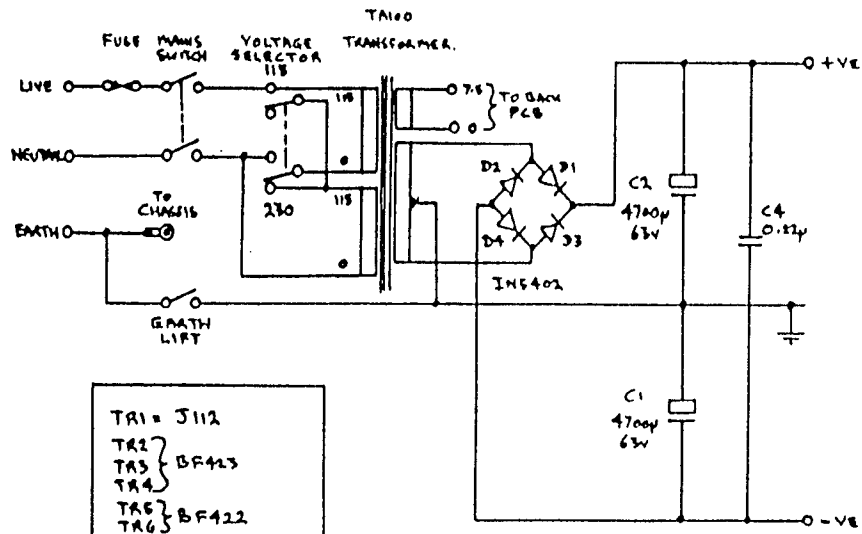 TA100
FUSE MAINS SWITCH VOLTAGE SELECTOR TRANSFORMER.
115
LIVE
115
7.5
0
TO BACK PCB
NEUTRAL
0
115
230
0
TO CHASSIS
EARTH
EARTH LIFT
D2 D1
D4 D3
IN5402
C2
4700µ
63v
C4
0.22µ
+VE
C1
4700µ
63v
-VE
TR1 = J112
TR2
TR3 } BF423
TR4
TR5 } BF422
TR6